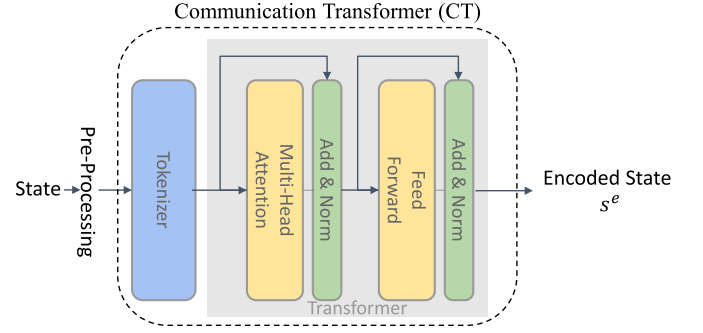 Communication Transformer (CT)
State
Pre-Processing
Tokenizer
Multi-Head
Attention
Add & Norm
Feed
Forward
Add & Norm
Encoded State
s^e
Transformer